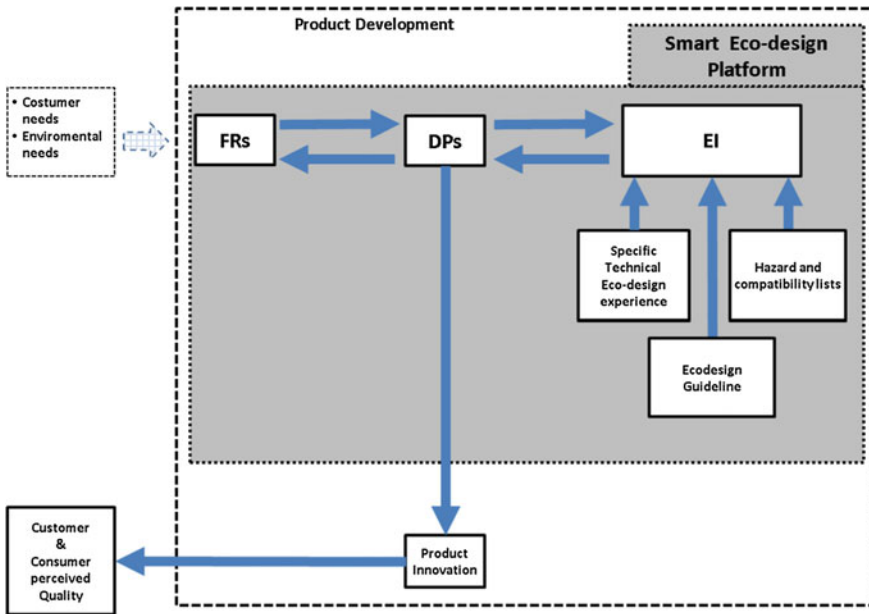 Product Development
Smart Eco-design
Platform
• Costumer
needs
• Enviromental
needs
FRs
DPs
EI
Specific
Technical
Eco-design
experience
Hazard and
compatibility lists
Ecodesign
Guideline
Customer
&
Consumer
perceived
Quality
Product
Innovation